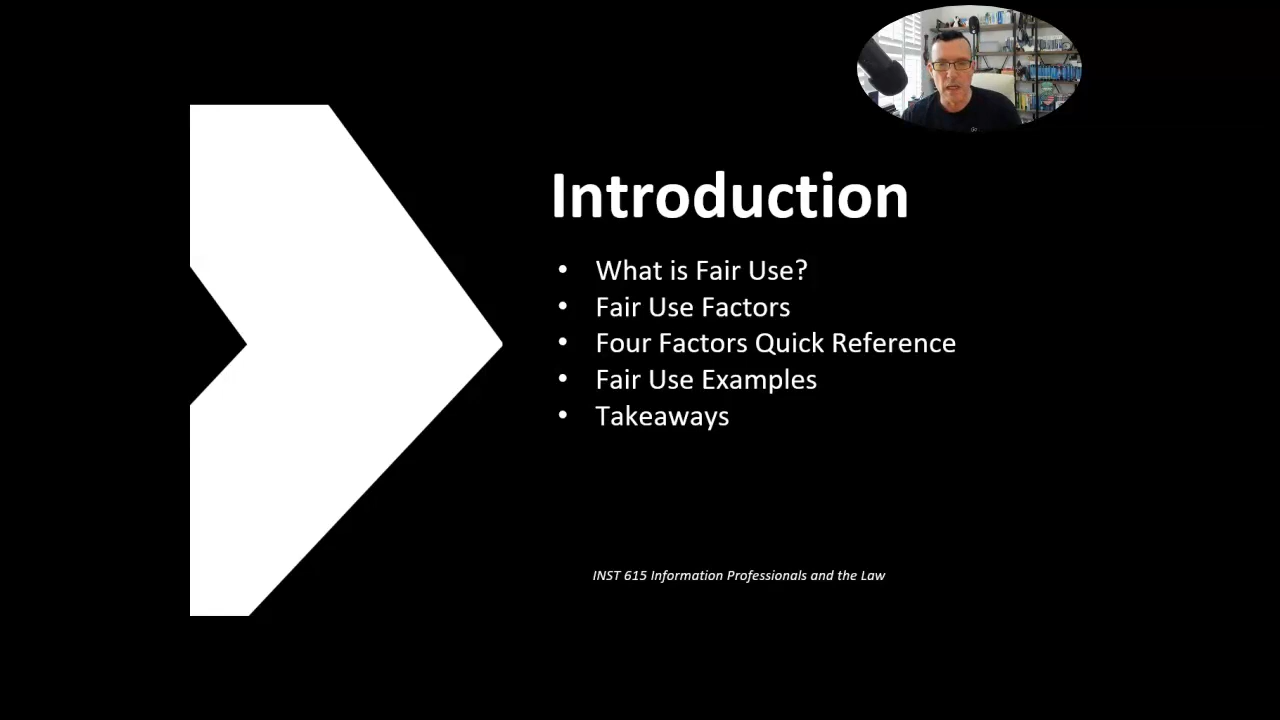 Introduction
• What is Fair Use?
• Fair Use Factors
• Four Factors Quick Reference
• Fair Use Examples
• Takeaways
INST 615 Information Professionals and the Law